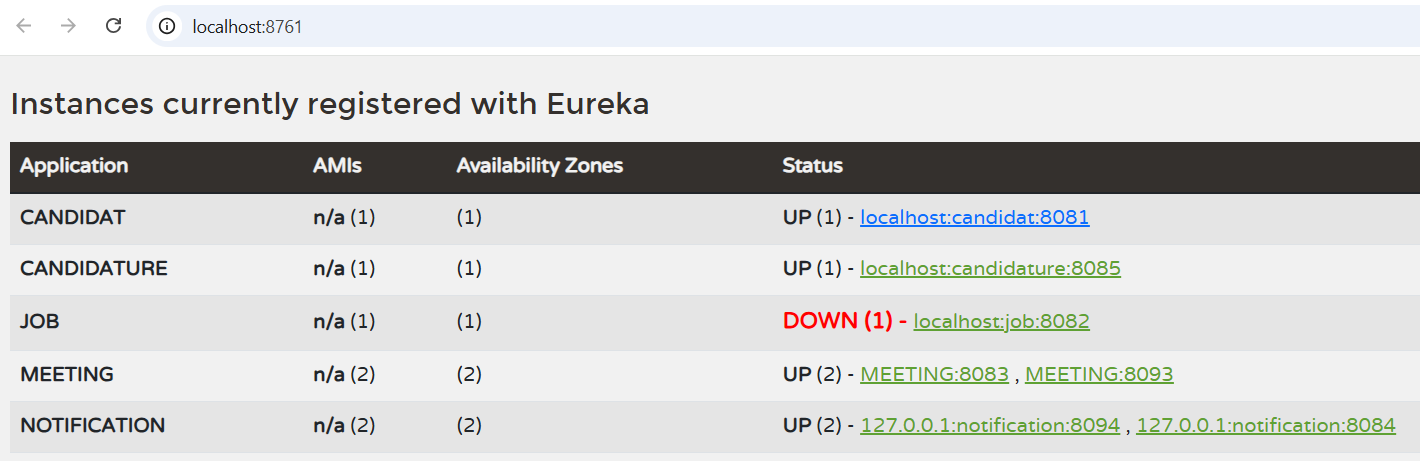 localhost:8761
Instances currently registered with Eureka
Application AMIs Availability Zones Status
CANDIDAT n/a (1) (1) UP (1) - localhost:candidat:8081
CANDIDATURE n/a (1) (1) UP (1) - localhost:candidature:8085
JOB n/a (1) (1) DOWN (1) - localhost:job:8082
MEETING n/a (2) (2) UP (2) - MEETING:8083 , MEETING:8093
NOTIFICATION n/a (2) (2) UP (2) - 127.0.0.1:notification:8094 , 127.0.0.1:notification:8084